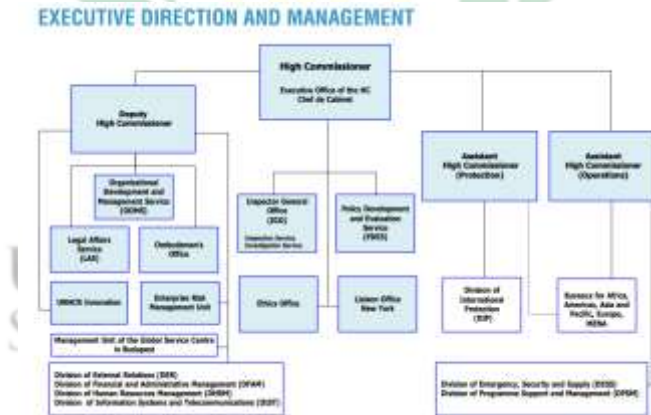 EXECUTIVE DIRECTION AND MANAGEMENT
High Commissioner
Executive Office of the HC
Chef de Cabinet
Deputy
High Commissioner
Assistant
High Commissioner
(Protection)
Assistant
High Commissioner
(Operations)
Organizational
Development and
Management Service
(ODMS)
Legal Affairs
Service
(LAS)
Ombudsman's
Office
Inspector General
Office
(IGO)
Inspection Service
Investigation Service
Policy Development
and Evaluation
Service
(PDES)
UNHCR Innovation
Enterprise Risk
Management Unit
Ethics Office
Liaison Office
New York
Division of
International
Protection
(DIP)
Bureaux for Africa,
Americas, Asia and
Pacific, Europe,
MENA
Management Unit of the Global Service Centre
in Budapest
Division of External Relations (DER)
Division of Financial and Administrative Management (DFAM)
Division of Human Resources Management (DHRM)
Division of Information Systems and Telecommunications (DIST)
Division of Emergency, Security and Supply (DESS)
Division of Programme Support and Management (DPSM)